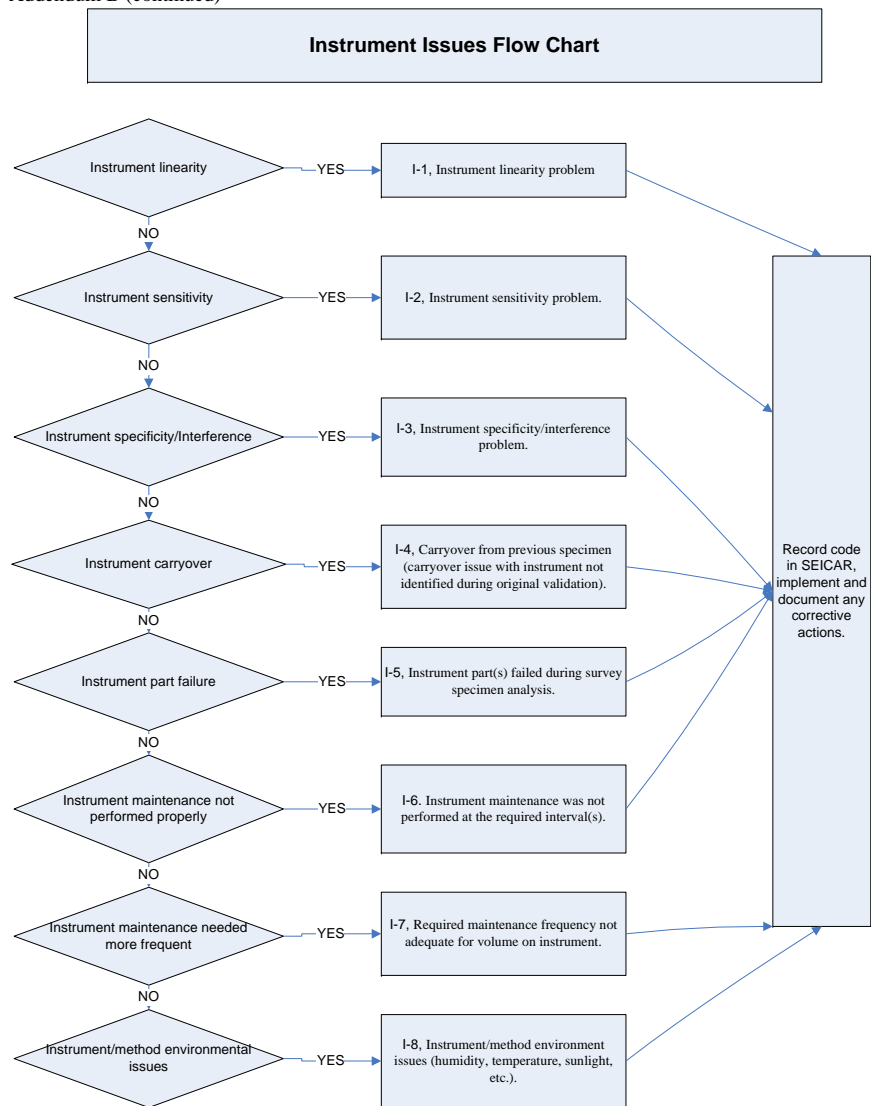 Addendum B (continued)
Instrument Issues Flow Chart
Instrument linearity
YES
I-1, Instrument linearity problem
NO
Instrument sensitivity
YES
I-2, Instrument sensitivity problem.
NO
Instrument specificity/Interference
YES
I-3, Instrument specificity/interference
problem.
NO
Instrument carryover
YES
I-4, Carryover from previous specimen
(carryover issue with instrument not
identified during original validation).
Record code
in SEICAR,
implement and
document any
corrective
actions.
NO
Instrument part failure
YES
I-5, Instrument part(s) failed during survey
specimen analysis.
NO
Instrument maintenance not
performed properly
YES
I-6. Instrument maintenance was not
performed at the required interval(s).
NO
Instrument maintenance needed
more frequent
YES
I-7, Required maintenance frequency not
adequate for volume on instrument.
NO
Instrument/method environmental
issues
YES
I-8, Instrument/method environment
issues (humidity, temperature, sunlight,
etc.).